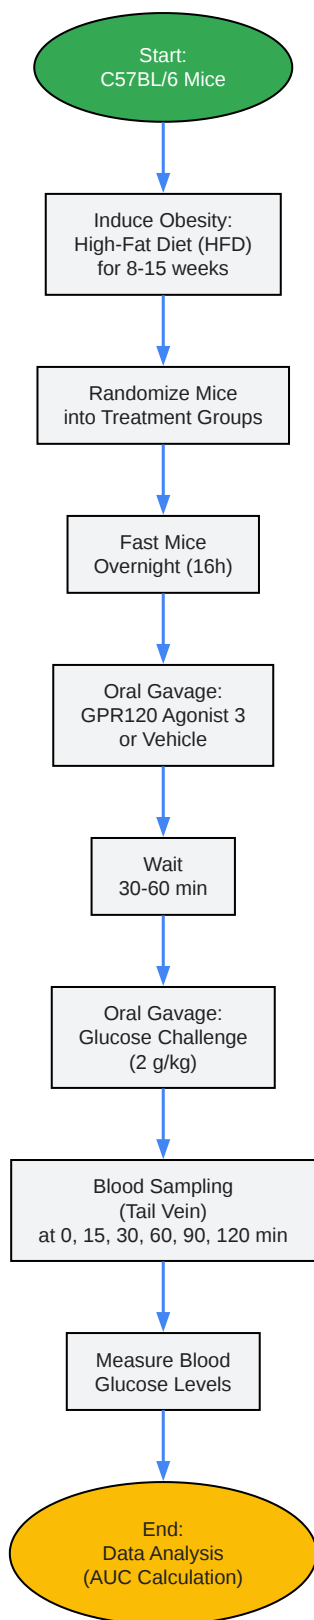 Start:
C57BL/6 Mice
Induce Obesity:
High-Fat Diet (HFD)
for 8-15 weeks
Randomize Mice
into Treatment Groups
Fast Mice
Overnight (16h)
Oral Gavage:
GPR120 Agonist 3
or Vehicle
Wait
30-60 min
Oral Gavage:
Glucose Challenge
(2 g/kg)
Blood Sampling
(Tail Vein)
at 0, 15, 30, 60, 90, 120 min
Measure Blood
Glucose Levels
End:
Data Analysis
(AUC Calculation)